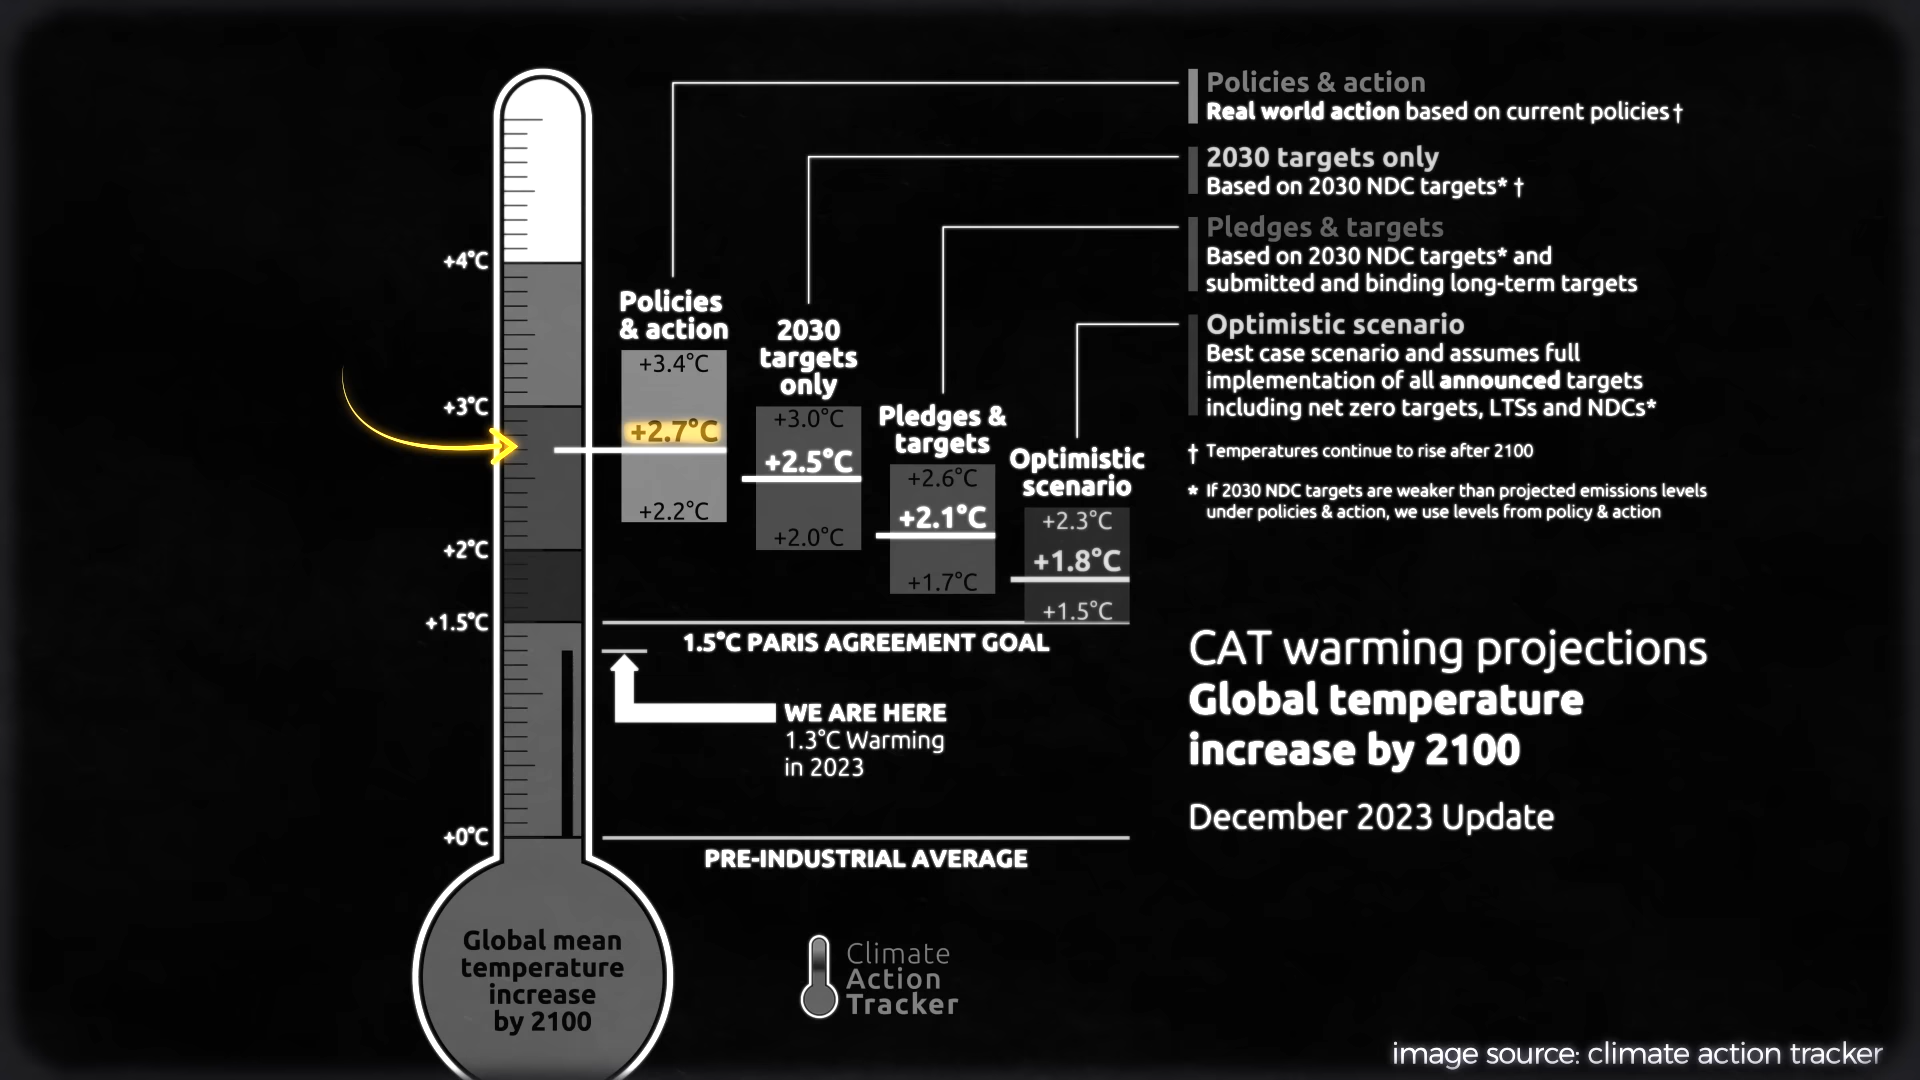 Policies & action
Real world action based on current policies †
2030 targets only
Based on 2030 NDC targets* †
Pledges & targets
Based on 2030 NDC targets* and
submitted and binding long-term targets
Optimistic scenario
Best case scenario and assumes full
implementation of all announced targets
including net zero targets, LTSs and NDCs*
† Temperatures continue to rise after 2100
* If 2030 NDC targets are weaker than projected emissions levels
under policies & action, we use levels from policy & action
+4°C
+3°C
+2°C
+1.5°C
+0°C
Policies
& action
+3.4°C
+2.7°C
+2.2°C
2030
targets
only
+3.0°C
+2.5°C
+2.0°C
Pledges &
targets
+2.6°C
+2.1°C
+1.7°C
Optimistic
scenario
+2.3°C
+1.8°C
+1.5°C
1.5°C PARIS AGREEMENT GOAL
WE ARE HERE
1.3°C Warming
in 2023
PRE-INDUSTRIAL AVERAGE
CAT warming projections
Global temperature
increase by 2100
December 2023 Update
Global mean
temperature
increase
by 2100
Climate
Action
Tracker
image source: climate action tracker